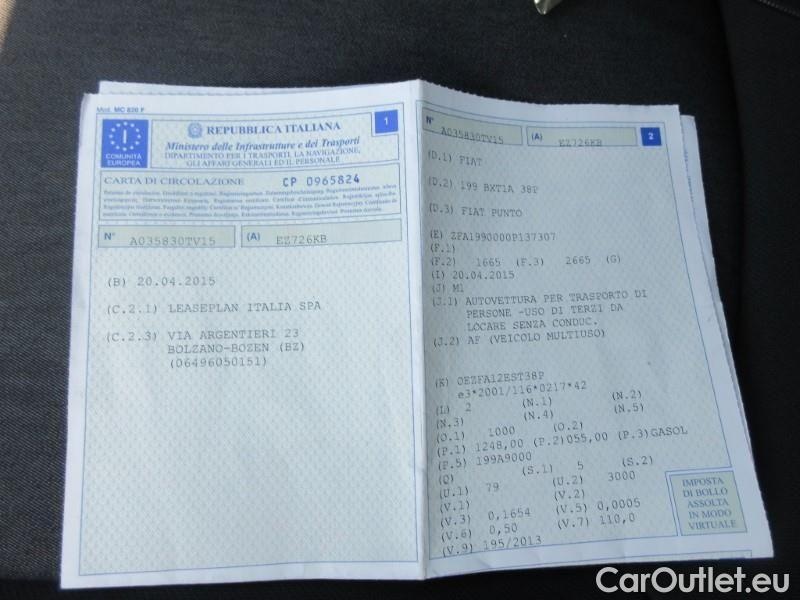 Mod. MC 820 F
I
COMUNITÀ
EUROPEA
REPUBBLICA ITALIANA
1
Ministero delle Infrastrutture e dei Trasporti
DIPARTIMENTO PER I TRASPORTI, LA NAVIGAZIONE,
GLI AFFARI GENERALI ED IL PERSONALE
CARTA DI CIRCOLAZIONE CP 0965824
N° A035830TV15 (A) EZ726KB
(B) 20.04.2015
(C.2.1) LEASEPLAN ITALIA SPA
(C.2.3) VIA ARGENTIERI 23
BOLZANO-BOZEN (BZ)
(06496050151)
N° A035830TV15 (A) EZ726KB 2
(D.1) FIAT
(D.2) 199 BXT1A 38P
(D.3) FIAT PUNTO
(E) ZFA1990000P137307
(F.1)
(F.2) 1665 (F.3) 2665 (G)
(I) 20.04.2015
(J) M1
(J.1) AUTOVETTURA PER TRASPORTO DI
PERSONE -USO DI TERZI DA
LOCARE SENZA CONDUC.
(J.2) AF (VEICOLO MULTIUSO)
(K) OEZFA12EST38P
e3*2001/116*0217*42
(L) 2 (N.1) (N.2)
(N.3) (N.4) (N.5)
(O.1) 1000 (O.2)
(P.1) 1248,00 (P.2)055,00 (P.3)GASOL
(P.5) 199A9000
(Q) (S.1) 5 (S.2)
(U.1) 79 (U.2) 3000
(V.1) (V.2)
(V.3) 0,1654 (V.5) 0,0005
(V.6) 0,50 (V.7) 110,0
(V.9) 195/2013
IMPOSTA
DI BOLLO
ASSOLTA
IN MODO
VIRTUALE
CarOutlet.eu